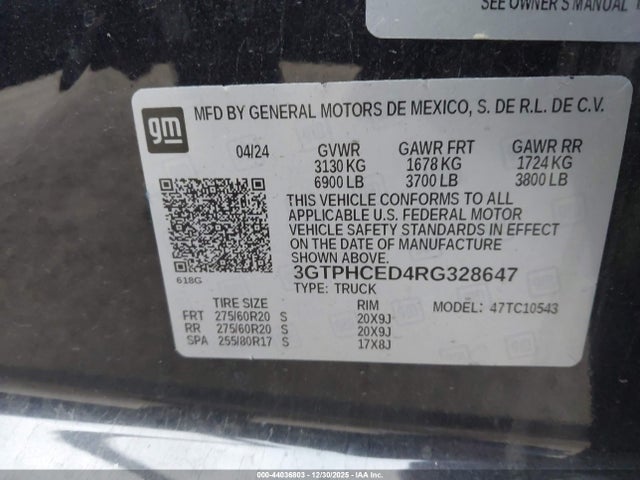 SEE OWNER'S MANUAL
gm
MFD BY GENERAL MOTORS DE MEXICO, S. DE R.L. DE C.V.
04/24 GVWR GAWR FRT GAWR RR
3130 KG 1678 KG 1724 KG
6900 LB 3700 LB 3800 LB
THIS VEHICLE CONFORMS TO ALL
APPLICABLE U.S. FEDERAL MOTOR
VEHICLE SAFETY STANDARDS IN EFFECT
ON THE DATE OF MANUFACTURE
SHOWN ABOVE.
618G
3GTPHCED4RG328647
TYPE: TRUCK
TIRE SIZE RIM MODEL: 47TC10543
FRT 275/60R20 S 20X9J
RR 275/60R20 S 20X9J
SPA 255/80R17 S 17X8J
000-44036803 - 12/30/2025 - IAAI.COM